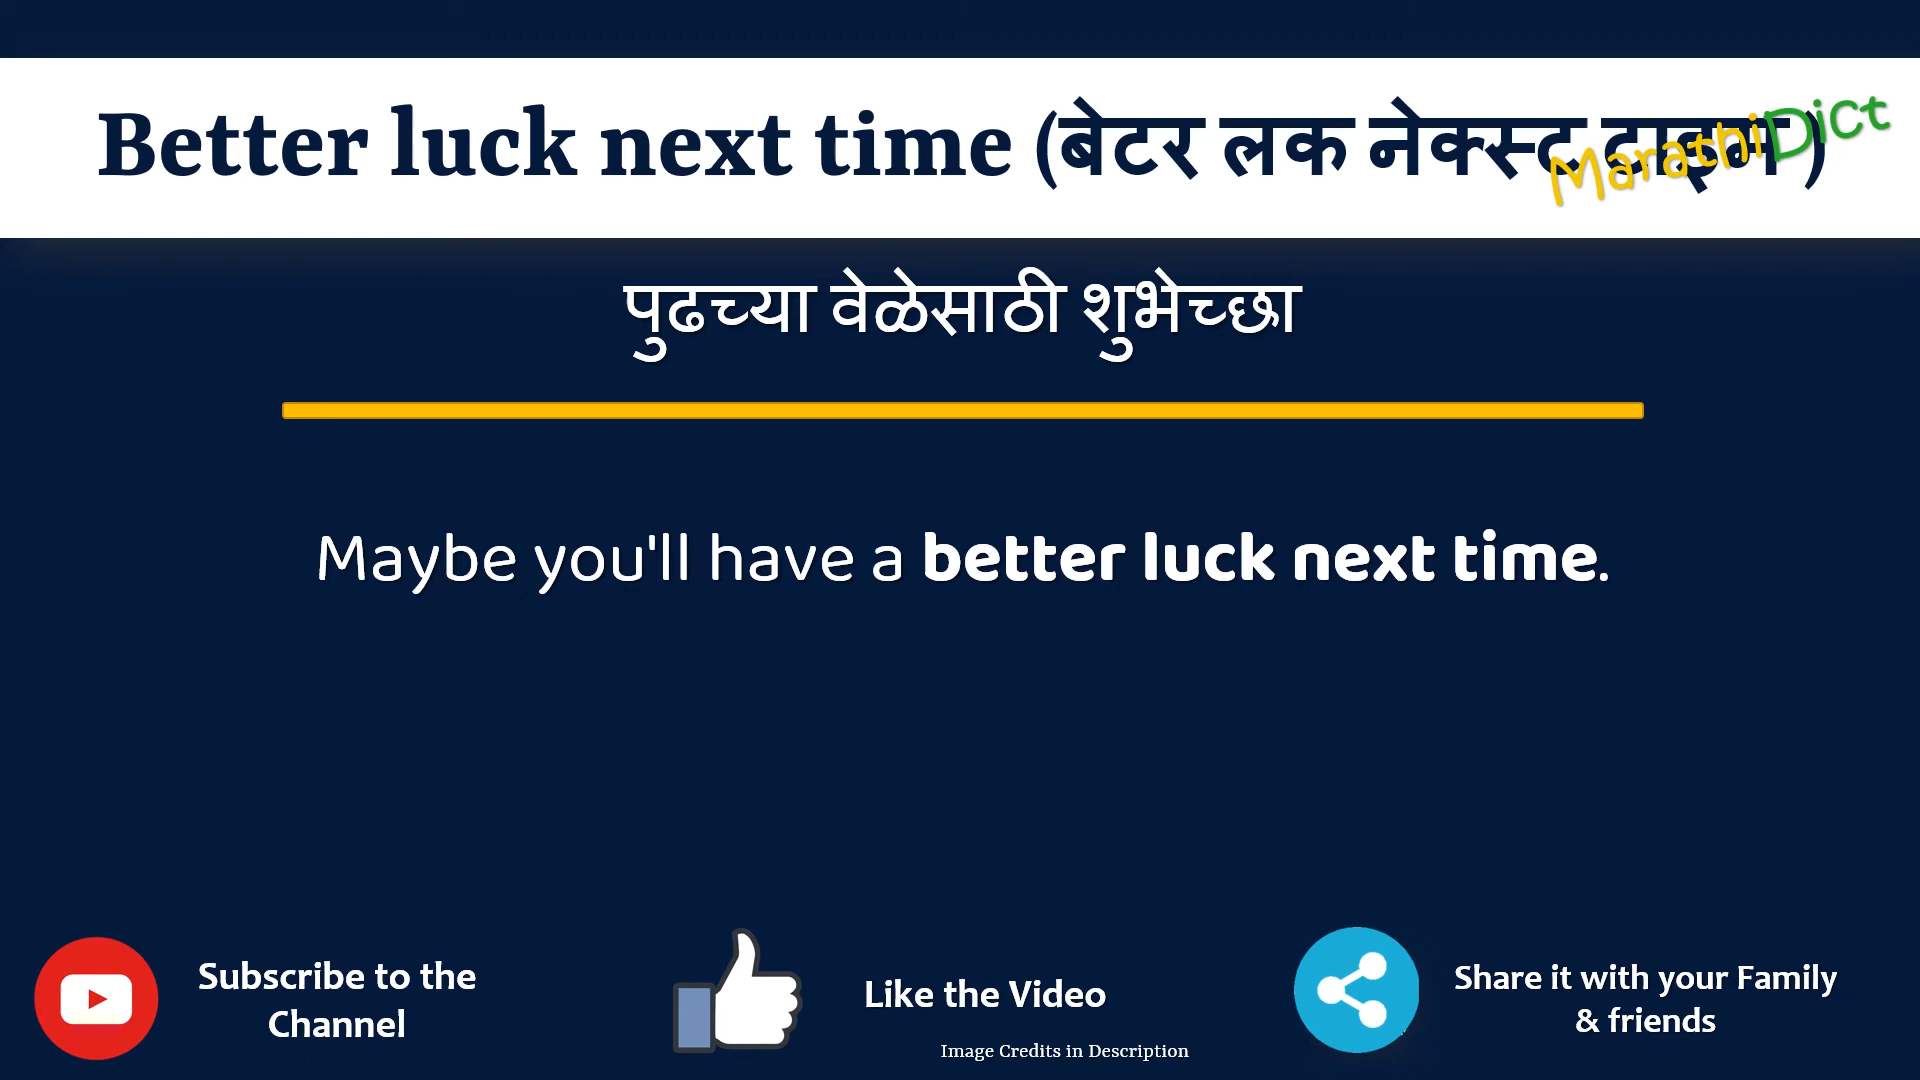 Better luck next time (बेटर लक नेक्स्ट टाइम )
MarathiDict
पुढच्या वेळेसाठी शुभेच्छा
Maybe you'll have a better luck next time.
Subscribe to the
Channel
Like the Video
Share it with your Family
& friends
Image Credits in Description